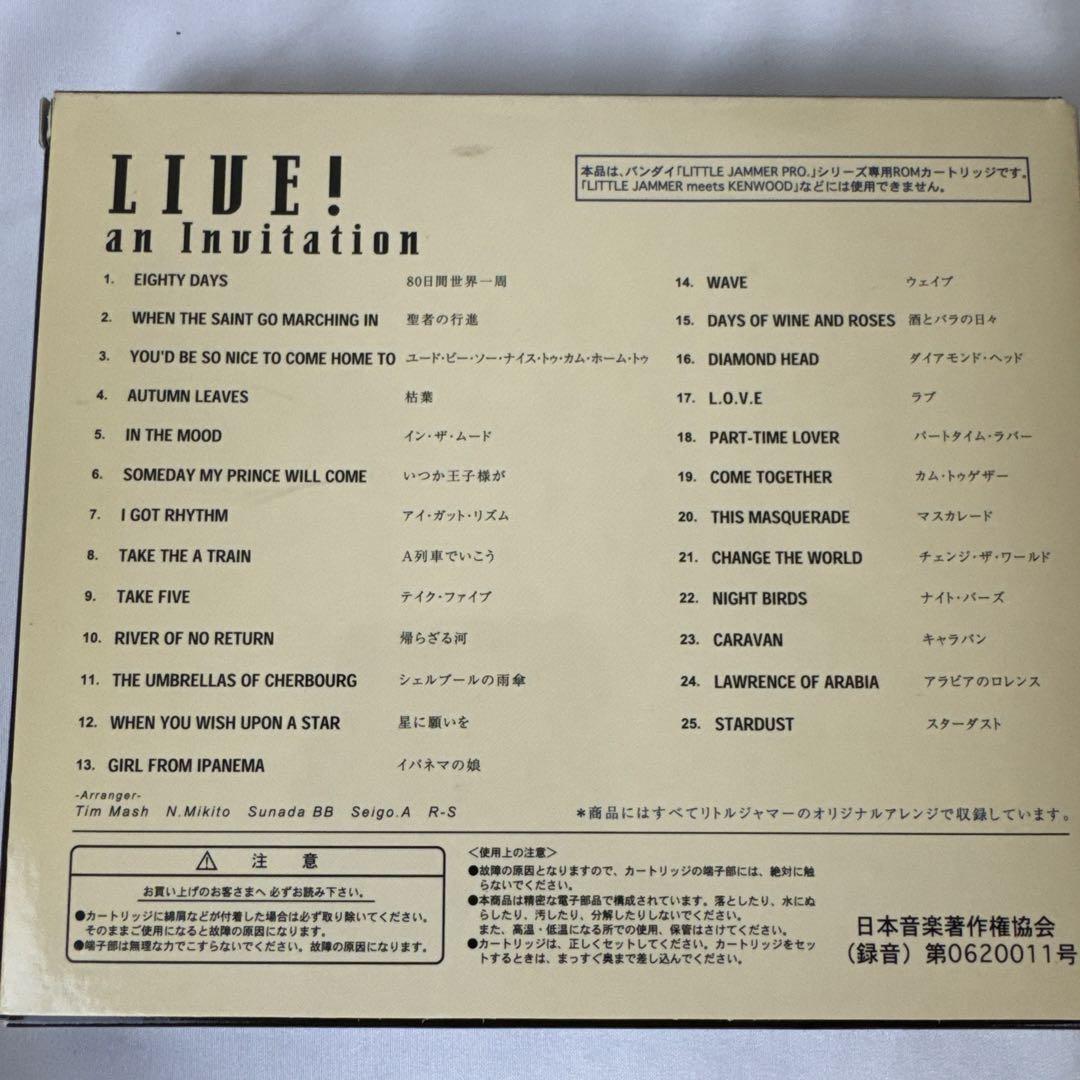 LIVE!
an Invitation
本品は、バンダイ「LITTLE JAMMER PRO.」シリーズ専用ROMカートリッジです。
「LITTLE JAMMER meets KENWOOD」などには使用できません。
1. EIGHTY DAYS 80日間世界一周
2. WHEN THE SAINT GO MARCHING IN 聖者の行進
3. YOU'D BE SO NICE TO COME HOME TO ユード・ビー・ソー・ナイス・トゥ・カム・ホーム・トゥ
4. AUTUMN LEAVES 枯葉
5. IN THE MOOD イン・ザ・ムード
6. SOMEDAY MY PRINCE WILL COME いつか王子様が
7. I GOT RHYTHM アイ・ガット・リズム
8. TAKE THE A TRAIN A列車でいこう
9. TAKE FIVE テイク・ファイブ
10. RIVER OF NO RETURN 帰らざる河
11. THE UMBRELLAS OF CHERBOURG シェルブールの雨傘
12. WHEN YOU WISH UPON A STAR 星に願いを
13. GIRL FROM IPANEMA イパネマの娘
14. WAVE ウェイブ
15. DAYS OF WINE AND ROSES 酒とバラの日々
16. DIAMOND HEAD ダイアモンド・ヘッド
17. L.O.V.E ラブ
18. PART-TIME LOVER パートタイム・ラバー
19. COME TOGETHER カム・トゥゲザー
20. THIS MASQUERADE マスカレード
21. CHANGE THE WORLD チェンジ・ザ・ワールド
22. NIGHT BIRDS ナイト・バーズ
23. CARAVAN キャラバン
24. LAWRENCE OF ARABIA アラビアのロレンス
25. STARDUST スターダスト
-Arranger-
Tim Mash N.Mikito Sunada BB Seigo.A R-S
*商品にはすべてリトルジャマーのオリジナルアレンジで収録しています。
⚠ 注 意
お買い上げのお客さまへ 必ずお読み下さい。
●カートリッジに綿屑などが付着した場合は必ず取り除いてください。
そのままご使用になると故障の原因になります。
●端子部は無理な力でこすらないでください。故障の原因になります。
＜使用上の注意＞
●故障の原因となりますので、カートリッジの端子部には、絶対に触
らないでください。
●本商品は精密な電子部品で構成されています。落としたり、水にぬ
らしたり、汚したり、分解したりしないでください。
また、高温・低温になる所での使用、保管はさけてください。
●カートリッジは、正しくセットしてください。カートリッジをセッ
トするときは、まっすぐ奥まで差し込んでください。
日本音楽著作権協会
（録音）第0620011号